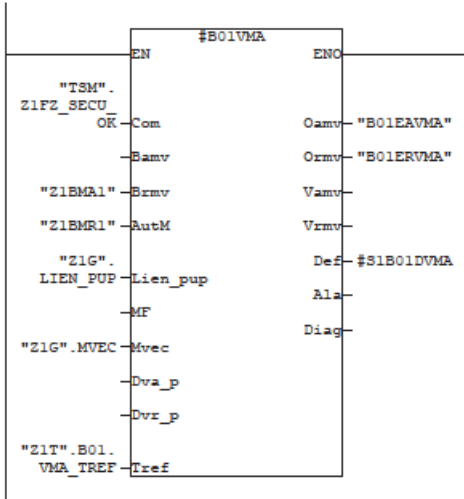 #B01VMA
EN ENO
"TSM".
Z1FZ_SECU_
OK Com Oamv "B01EAVMA"
Bamv Ormv "B01ERVMA"
"Z1BMA1" Brmv Vamv
"Z1BMR1" AutM Vrmv
"Z1G". Def #S1B01DVMA
LIEN_PUP Lien_pup
Ala
MF
Diag
"Z1G".MVEC Mvec
Dva_p
Dvr_p
"Z1T".B01.
VMA_TREF Tref